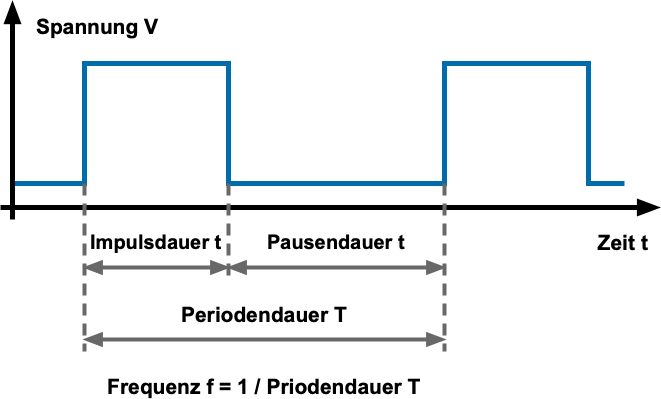 Spannung V
Impulsdauer t
Pausendauer t
Zeit t
Periodendauer T
Frequenz f = 1 / Priodendauer T